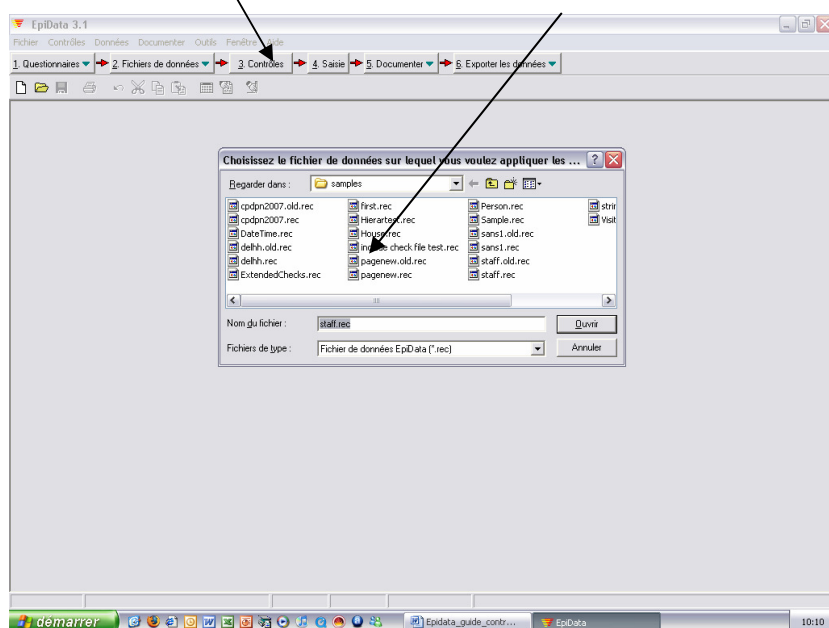 EpiData 3.1
Fichier Contrôles Données Documenter Outils Fenêtre Aide
1. Questionnaires 2. Fichiers de données 3. Contrôles 4. Saisie 5. Documenter 6. Exporter les données
Choisissez le fichier de données sur lequel vous voulez appliquer les ...
Regarder dans : samples
cpdpn2007.old.rec first.rec Person.rec strin
cpdpn2007.rec Hierartest.rec Sample.rec Visit
DateTime.rec House.rec sans1.old.rec
delhh.old.rec check file test.rec sans1.rec
delhh.rec pagenew.old.rec staff.old.rec
ExtendedChecks.rec pagenew.rec staff.rec
Nom du fichier : staff.rec Ouvrir
Fichiers de type : Fichier de données EpiData (*.rec) Annuler
démarrer Epidata_guide_contr... EpiData 10:10